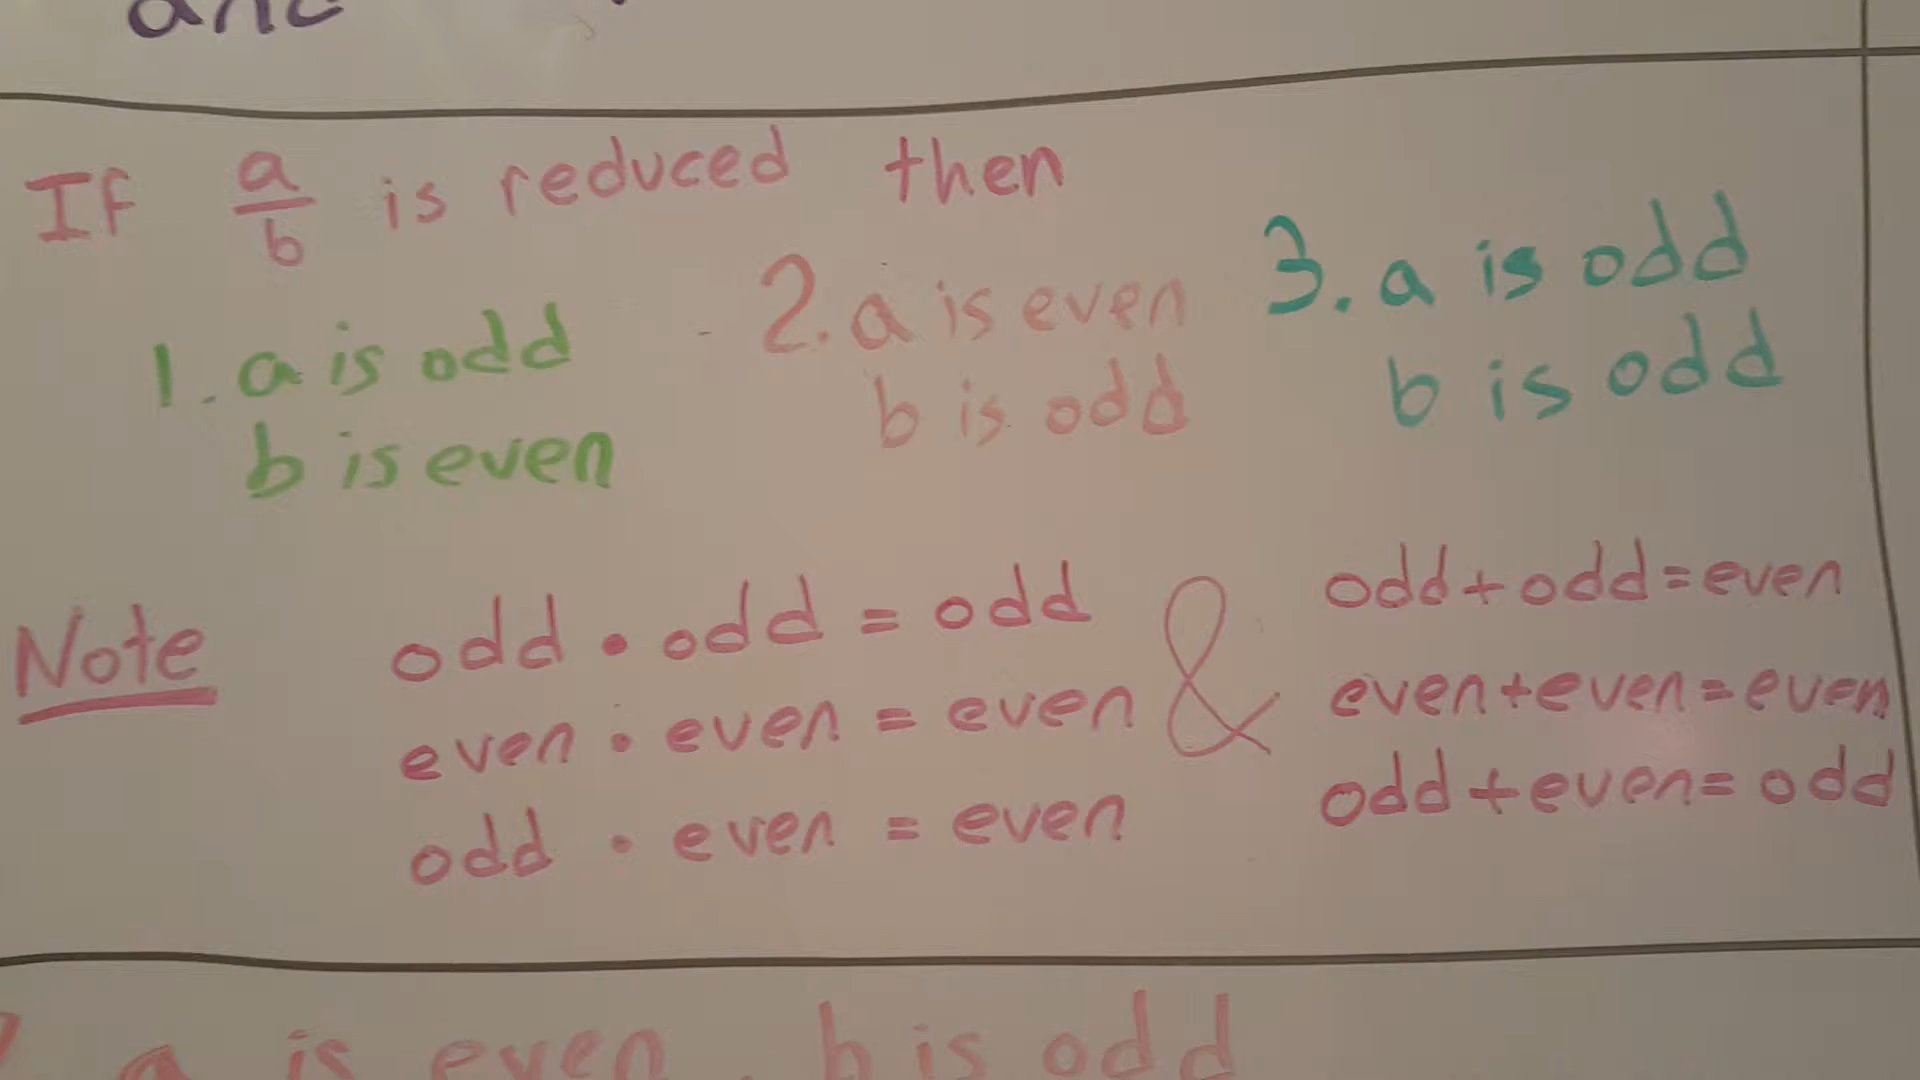 and
If a/b is reduced then
1. a is odd
b is even
2. a is even
b is odd
3. a is odd
b is odd
Note
odd • odd = odd
even • even = even
odd • even = even
&
odd+odd=even
even+even=even
odd+even=odd
a is even, b is odd